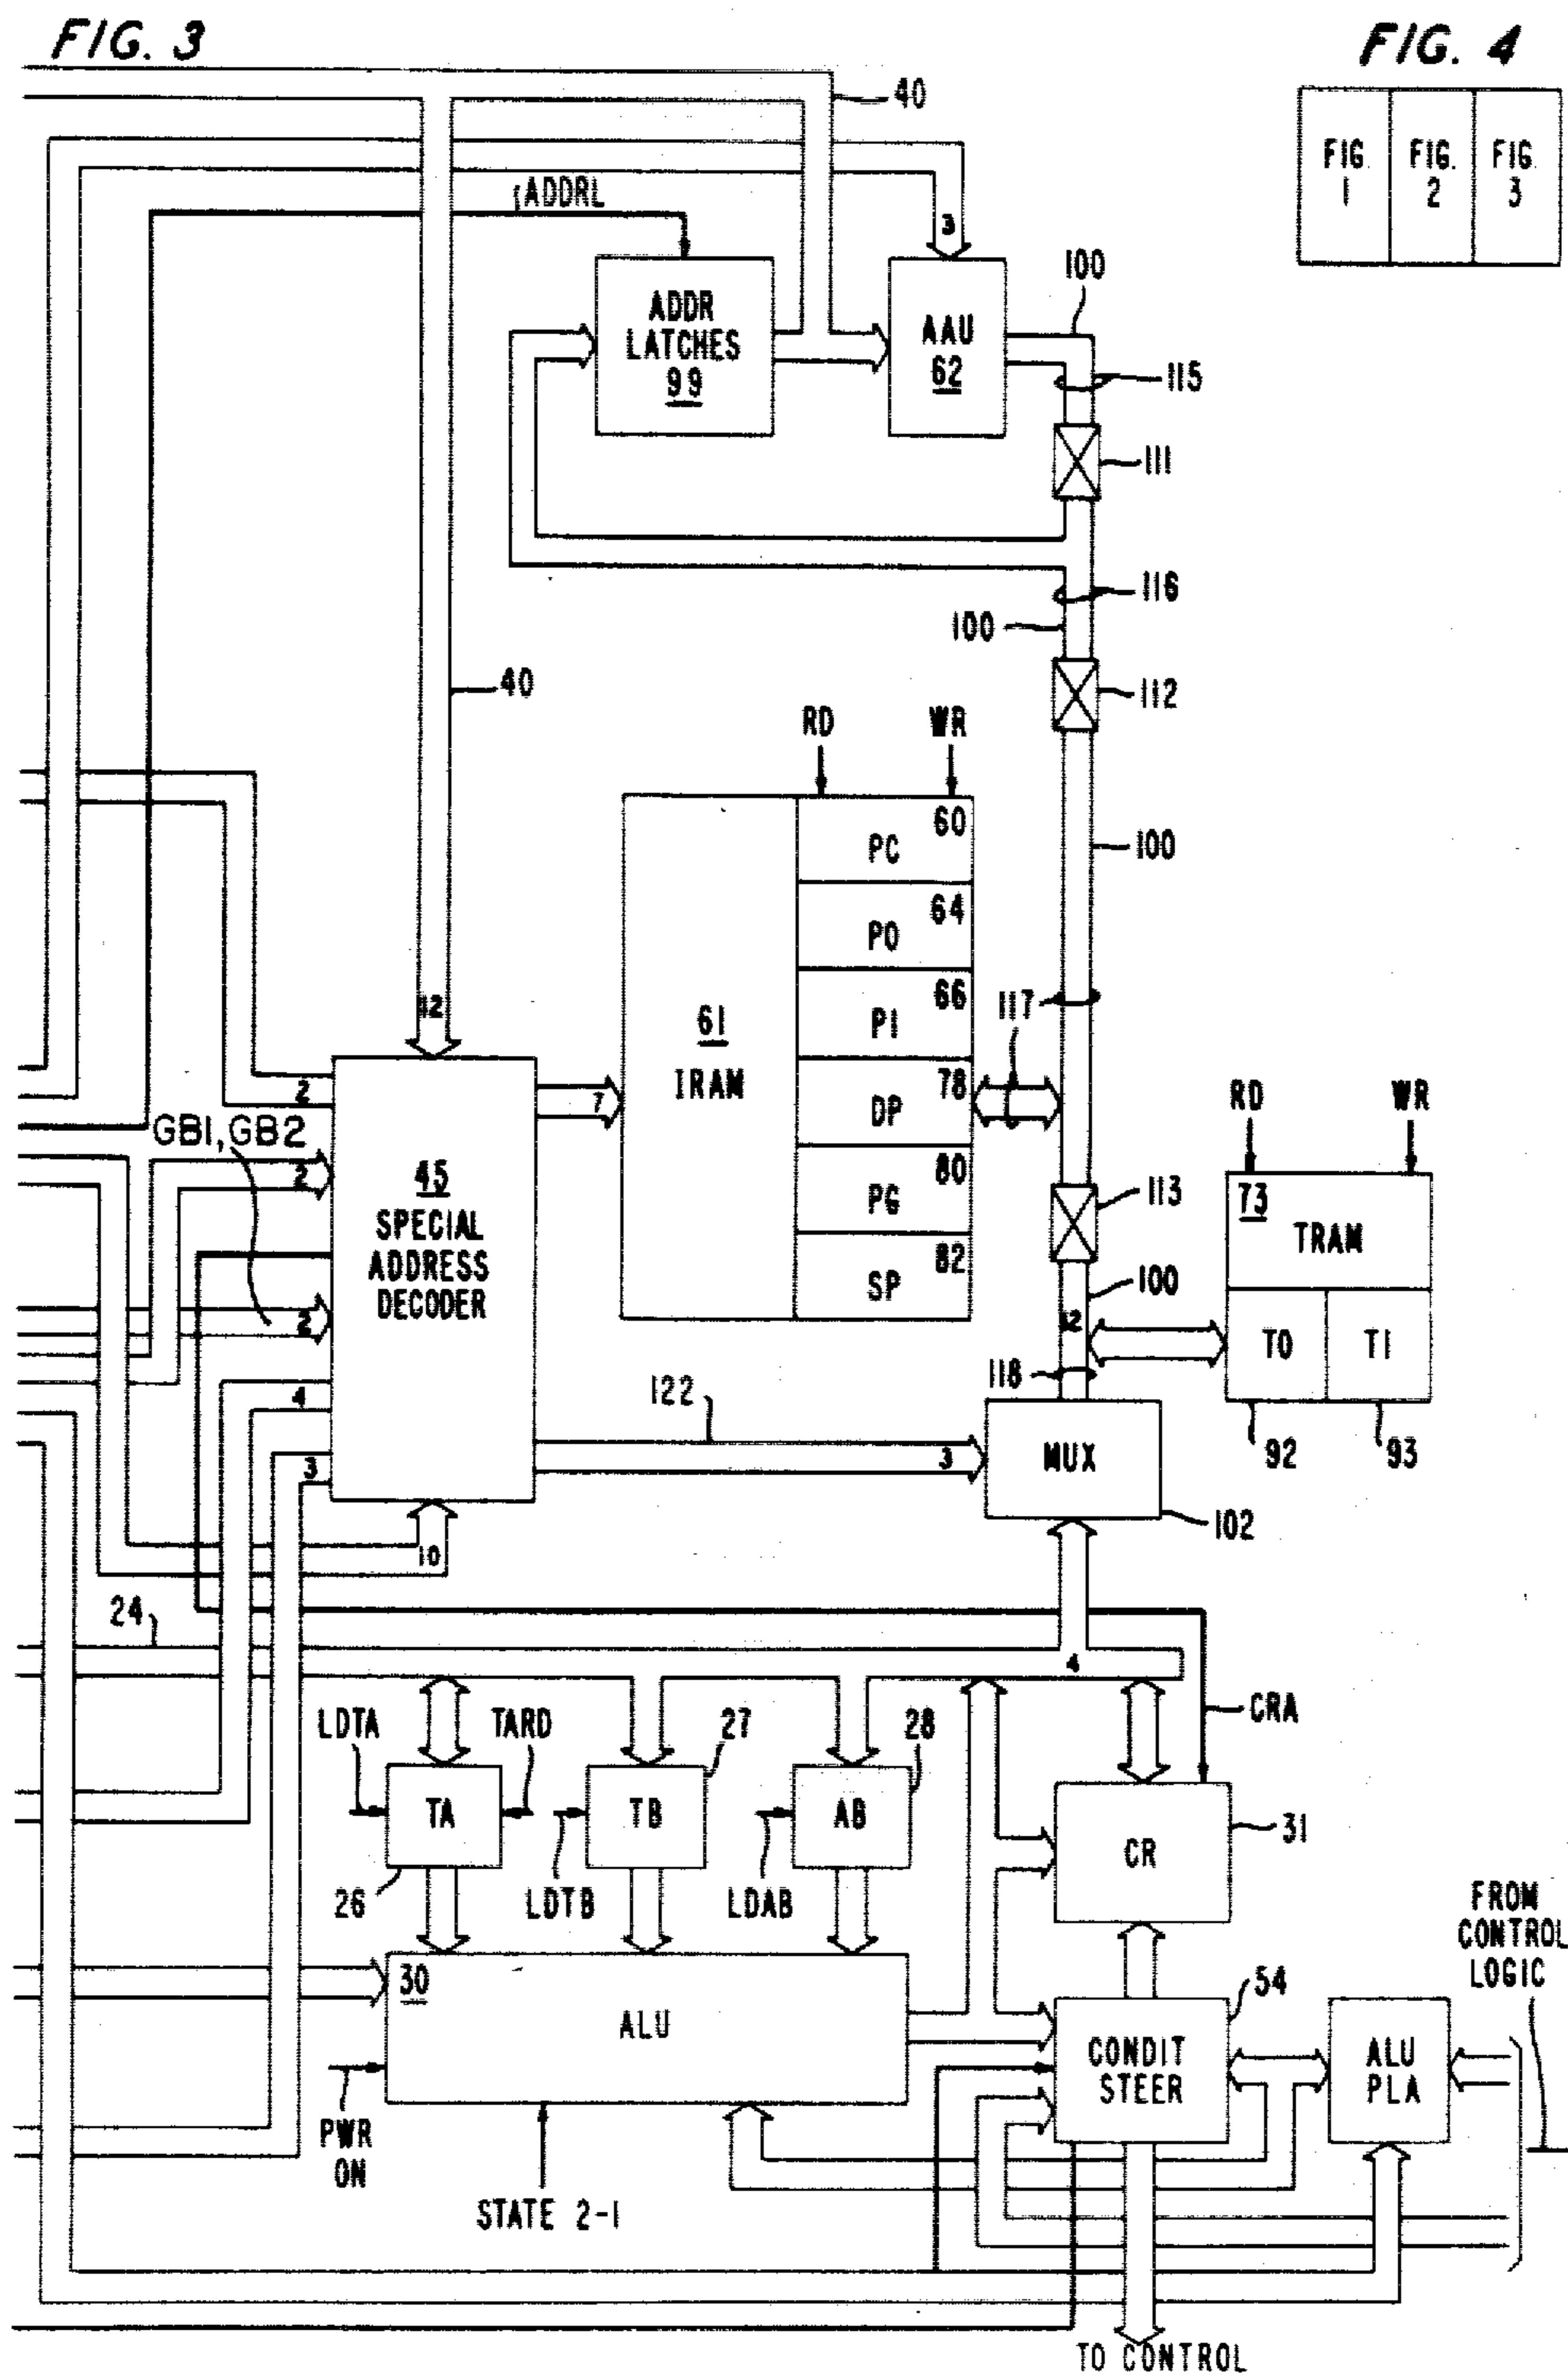 FIG. 3
FIG. 4
40
FIG.
1
FIG.
2
FIG.
3
ADDRL
3
100
ADDR
LATCHES
99
AAU
62
115
111
116
100
40
112
RD
WR
60
PC
100
64
PO
12
66
PI
117
61
IRAM
2
7
78
DP
RD
WR
GB1,GB2
45
SPECIAL
ADDRESS
DECODER
2
80
PG
113
73
TRAM
82
SP
100
2
12
T0
T1
118
4
122
92
93
3
3
MUX
102
10
24
4
LDTA
TARD
27
28
CRA
TA
TB
AB
31
CR
26
LDTB
LDAB
FROM
CONTROL
LOGIC
30
ALU
54
CONDIT
STEER
ALU
PLA
PWR
ON
STATE 2-1
TO CONTROL